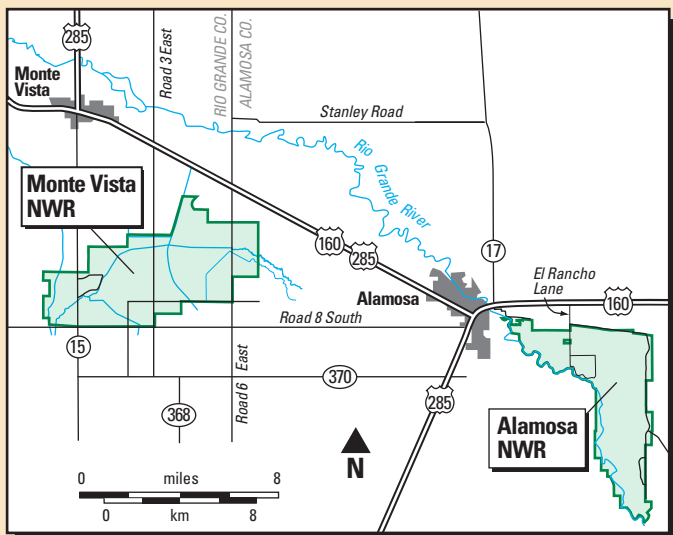 285
Monte
Vista
Road 3 East
RIO GRANDE CO.
ALAMOSA CO.
Stanley Road
Rio
Grande River
Monte Vista
NWR
160
285
17
El Rancho
Lane
160
Alamosa
Road 8 South
15
370
368
Road 6 East
285
Alamosa
NWR
N
0 miles 8
0 km 8